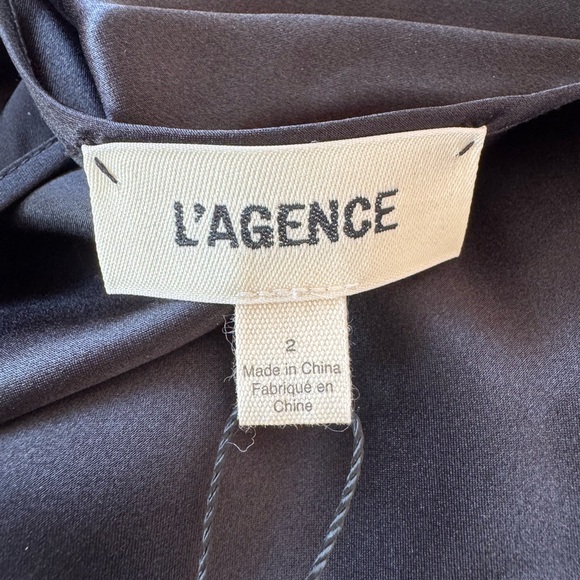 L'AGENCE
2
Made in China
Fabriqué en
Chine